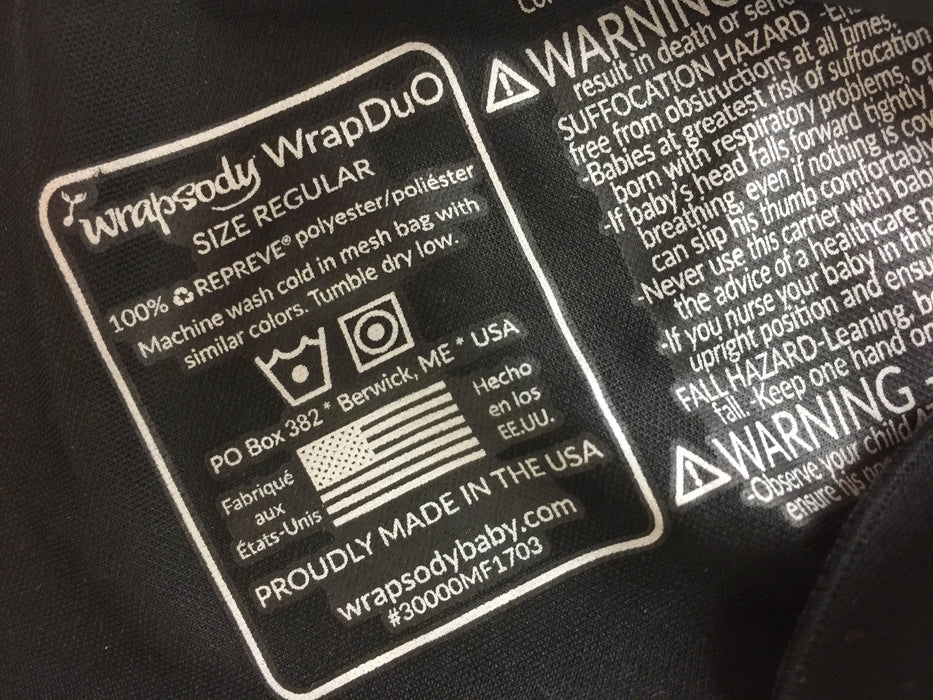 wrapsody WrapDuO
SIZE REGULAR
100% REPREVE® polyester/poliéster
Machine wash cold in mesh bag with
similar colors. Tumble dry low.
PO Box 382 * Berwick, ME * USA
Fabriqué
aux
États-Unis
Hecho
en los
EE.UU.
PROUDLY MADE IN THE USA
wrapsodybaby.com
#30000MF1703
WARNING
result in death or
SUFFOCATION HAZARD
free from obstructions at all times.
-Babies at greatest risk of suffocation
born with respiratory problems, or
-If baby's head falls forward tightly
breathing, even if nothing is
can slip his thumb comfortably
-Never use this carrier with
the advice of a healthcare
-If you nurse your baby in
upright position and
FALL HAZARD-Leaning,
fall. -Keep one hand
WARNING -
-Observe your child
ensure his